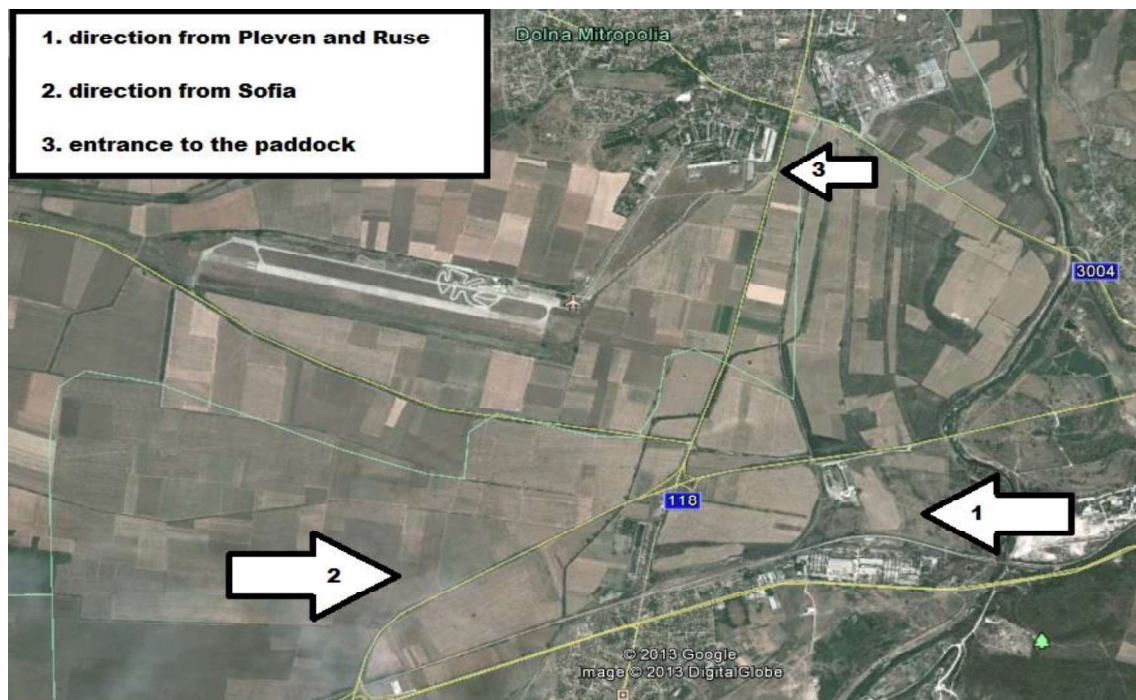 1. direction from Pleven and Ruse
2. direction from Sofia
3. entrance to the paddock
Dolna Mitropolia
3
3004
118
1
2
© 2013 Google
Image © 2013 DigitalGlobe